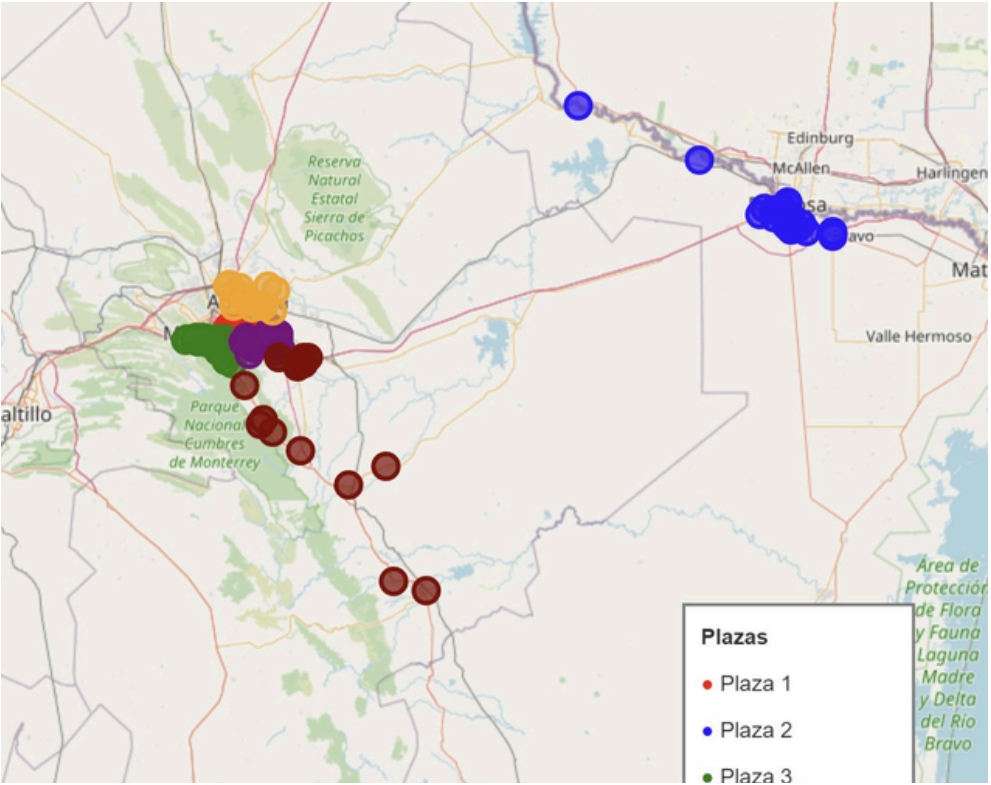 Edinburg
McAllen
Harlingen
Reserva
Natural
Estatal
Sierra de
Picachos
Mat
Valle Hermoso
altillo
Parque
Nacional
Cumbres
de Monterrey
Área de
Protección
de Flora
y Fauna
Laguna
Madre
y Delta
del Río
Bravo
Plazas
Plaza 1
Plaza 2
Plaza 3